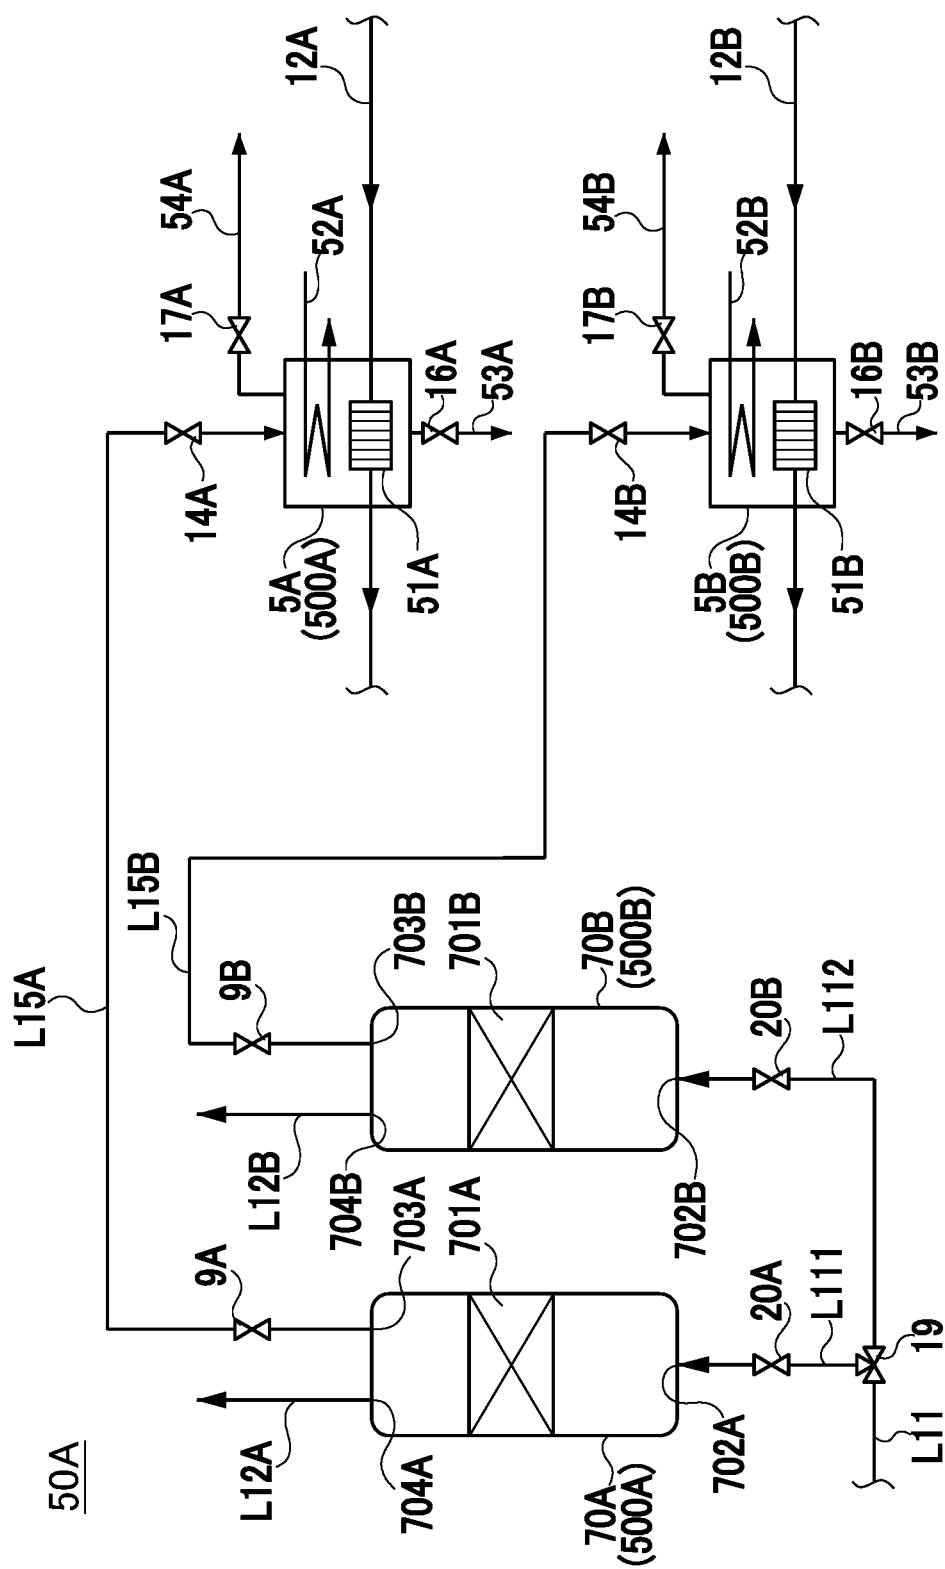 50A
L15A
L15B
L12A
9A
L12B
9B
704A
703A
704B
703B
701A
701B
70A
(500A)
70B
(500B)
702A
702B
20A
20B
L111
L112
L11
19
14A
17A
54A
5A
(500A)
52A
12A
51A
16A
53A
14B
17B
54B
5B
(500B)
52B
12B
51B
16B
53B